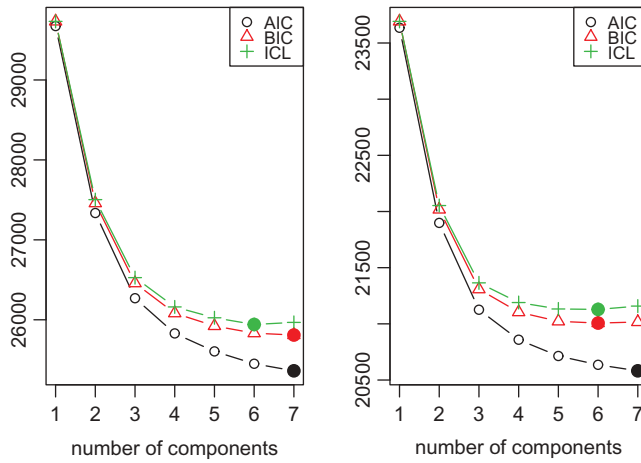 AIC
BIC
ICL
29000
28000
27000
26000
1 2 3 4 5 6 7
number of components
AIC
BIC
ICL
23500
22500
21500
20500
1 2 3 4 5 6 7
number of components